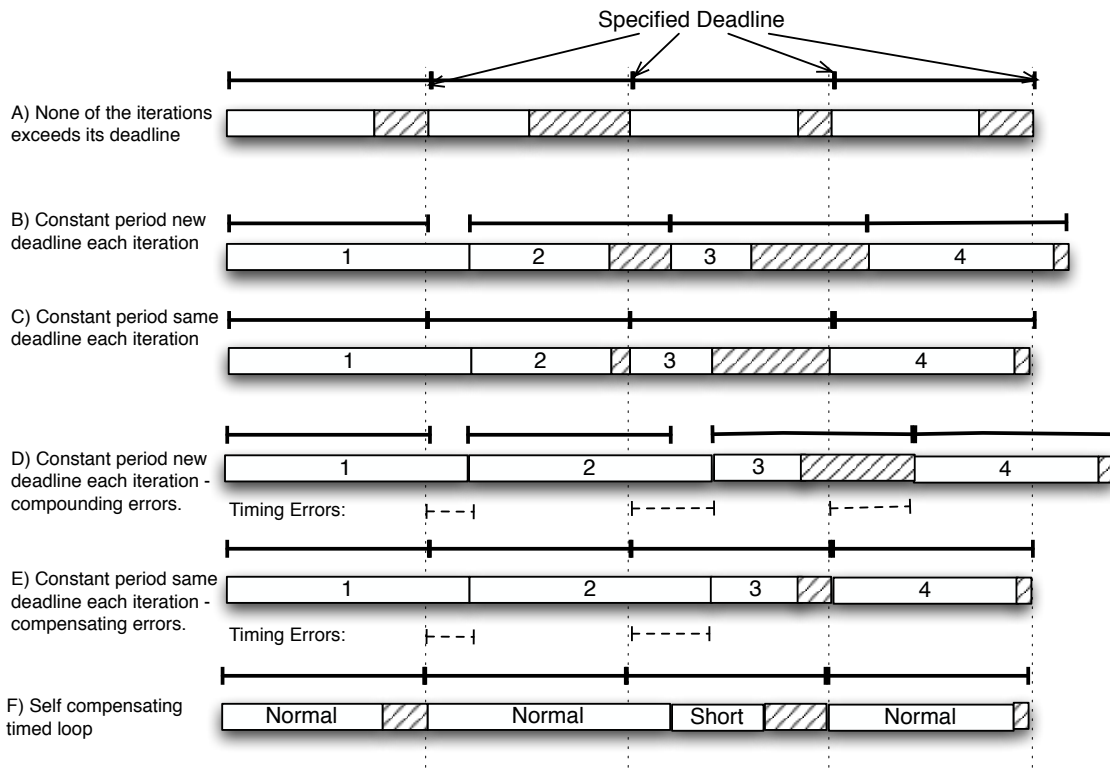 Specified Deadline
A) None of the iterations
exceeds its deadline
B) Constant period new
deadline each iteration
1 2 3 4
C) Constant period same
deadline each iteration
1 2 3 4
D) Constant period new
deadline each iteration -
compounding errors.
1 2 3 4
Timing Errors:
E) Constant period same
deadline each iteration -
compensating errors.
1 2 3 4
Timing Errors:
F) Self compensating
timed loop
Normal Normal Short Normal